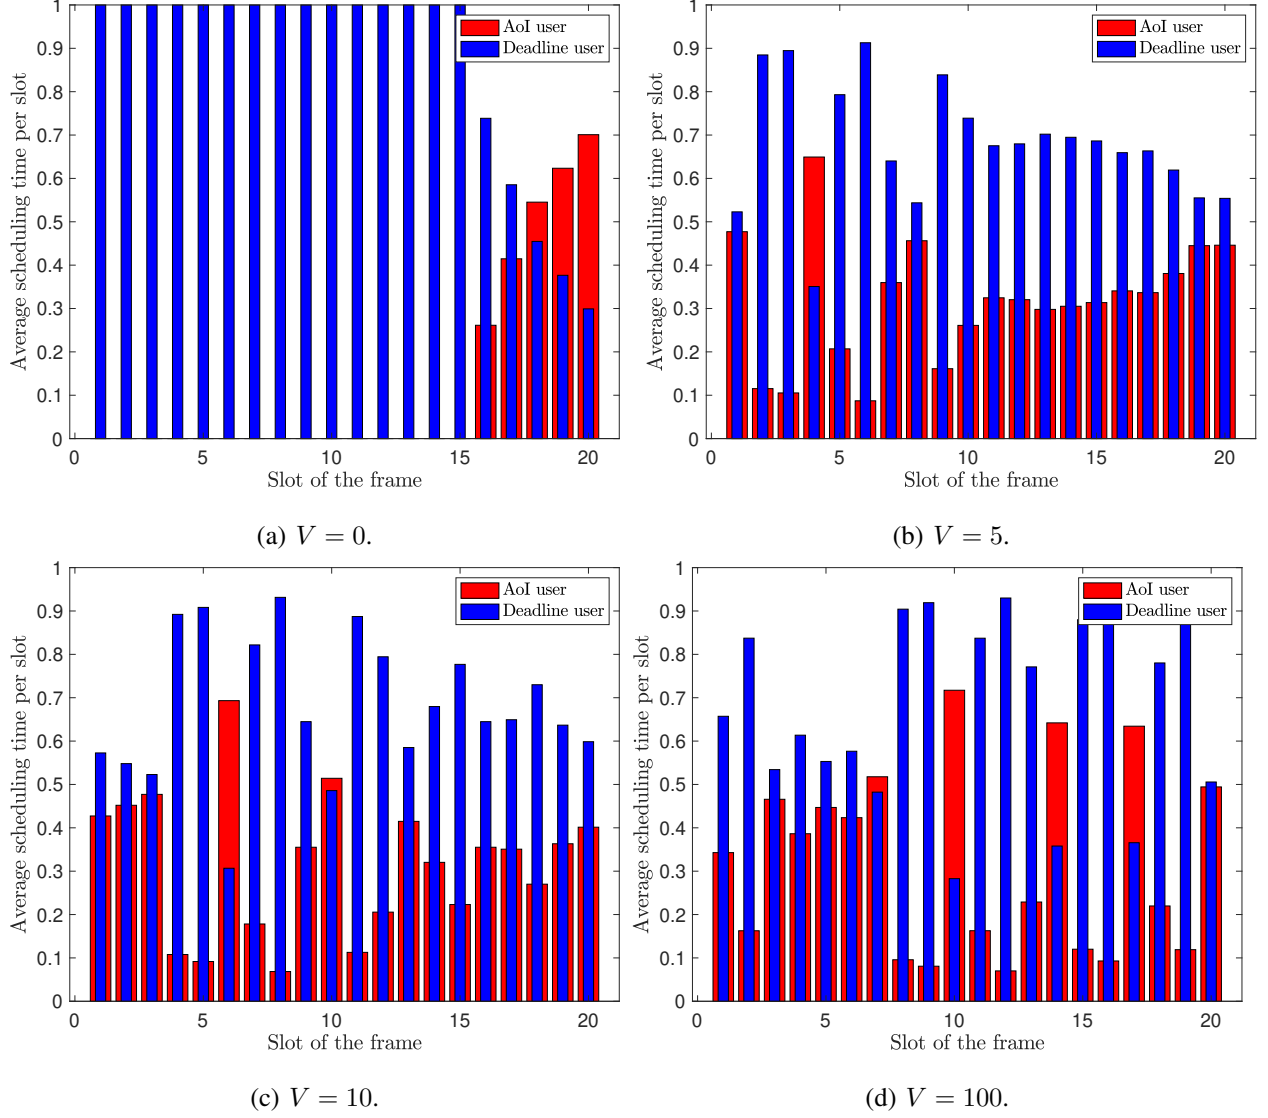 1
0.9
0.8
0.7
0.6
0.5
0.4
0.3
0.2
0.1
0
Average scheduling time per slot
AoI user
Deadline user
0 5 10 15 20
Slot of the frame
(a) V = 0.
1
0.9
0.8
0.7
0.6
0.5
0.4
0.3
0.2
0.1
0
Average scheduling time per slot
AoI user
Deadline user
0 5 10 15 20
Slot of the frame
(b) V = 5.
1
0.9
0.8
0.7
0.6
0.5
0.4
0.3
0.2
0.1
0
Average scheduling time per slot
AoI user
Deadline user
0 5 10 15 20
Slot of the frame
(c) V = 10.
1
0.9
0.8
0.7
0.6
0.5
0.4
0.3
0.2
0.1
0
Average scheduling time per slot
AoI user
Deadline user
0 5 10 15 20
Slot of the frame
(d) V = 100.